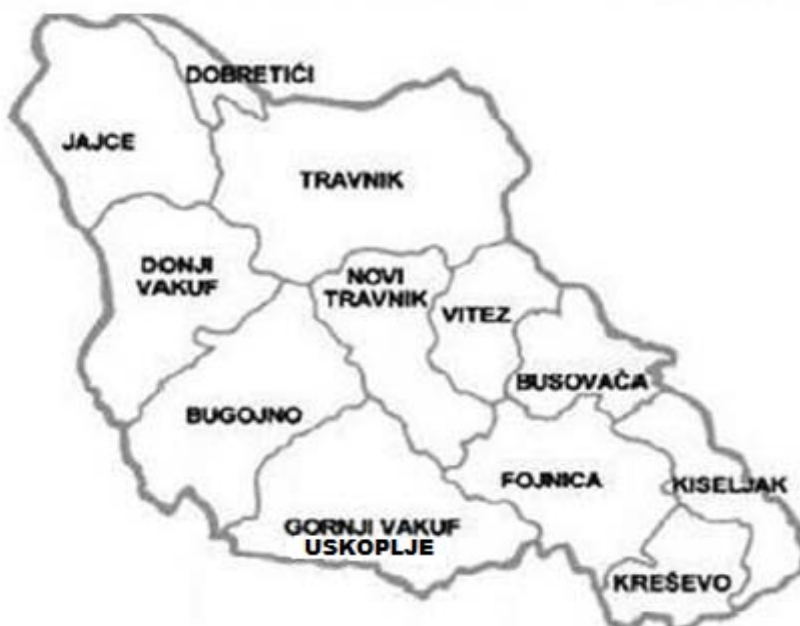 DOBRETIĆI
JAJCE
TRAVNIK
DONJI
VAKUF
NOVI
TRAVNIK
VITEZ
BUSOVAČA
BUGOJNO
FOJNICA
KISELJAK
GORNJI VAKUF
USKOPLJE
KREŠEVO